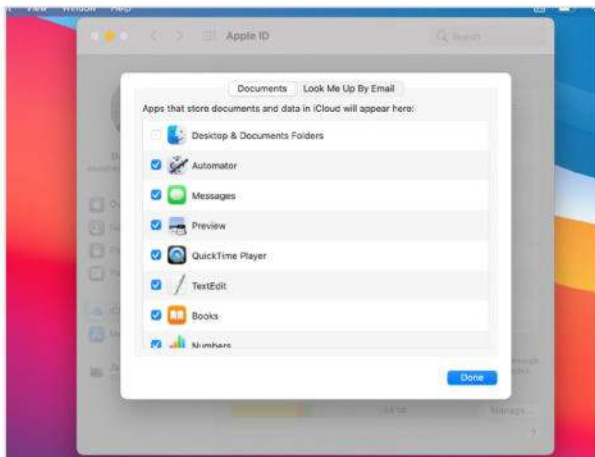 View Window Help
Apple ID
Search
Documents
Look Me Up By Email
Apps that store documents and data in iCloud will appear here:
Desktop & Documents Folders
Automator
Messages
Preview
QuickTime Player
TextEdit
Books
Numbers
Done
Manage...
?